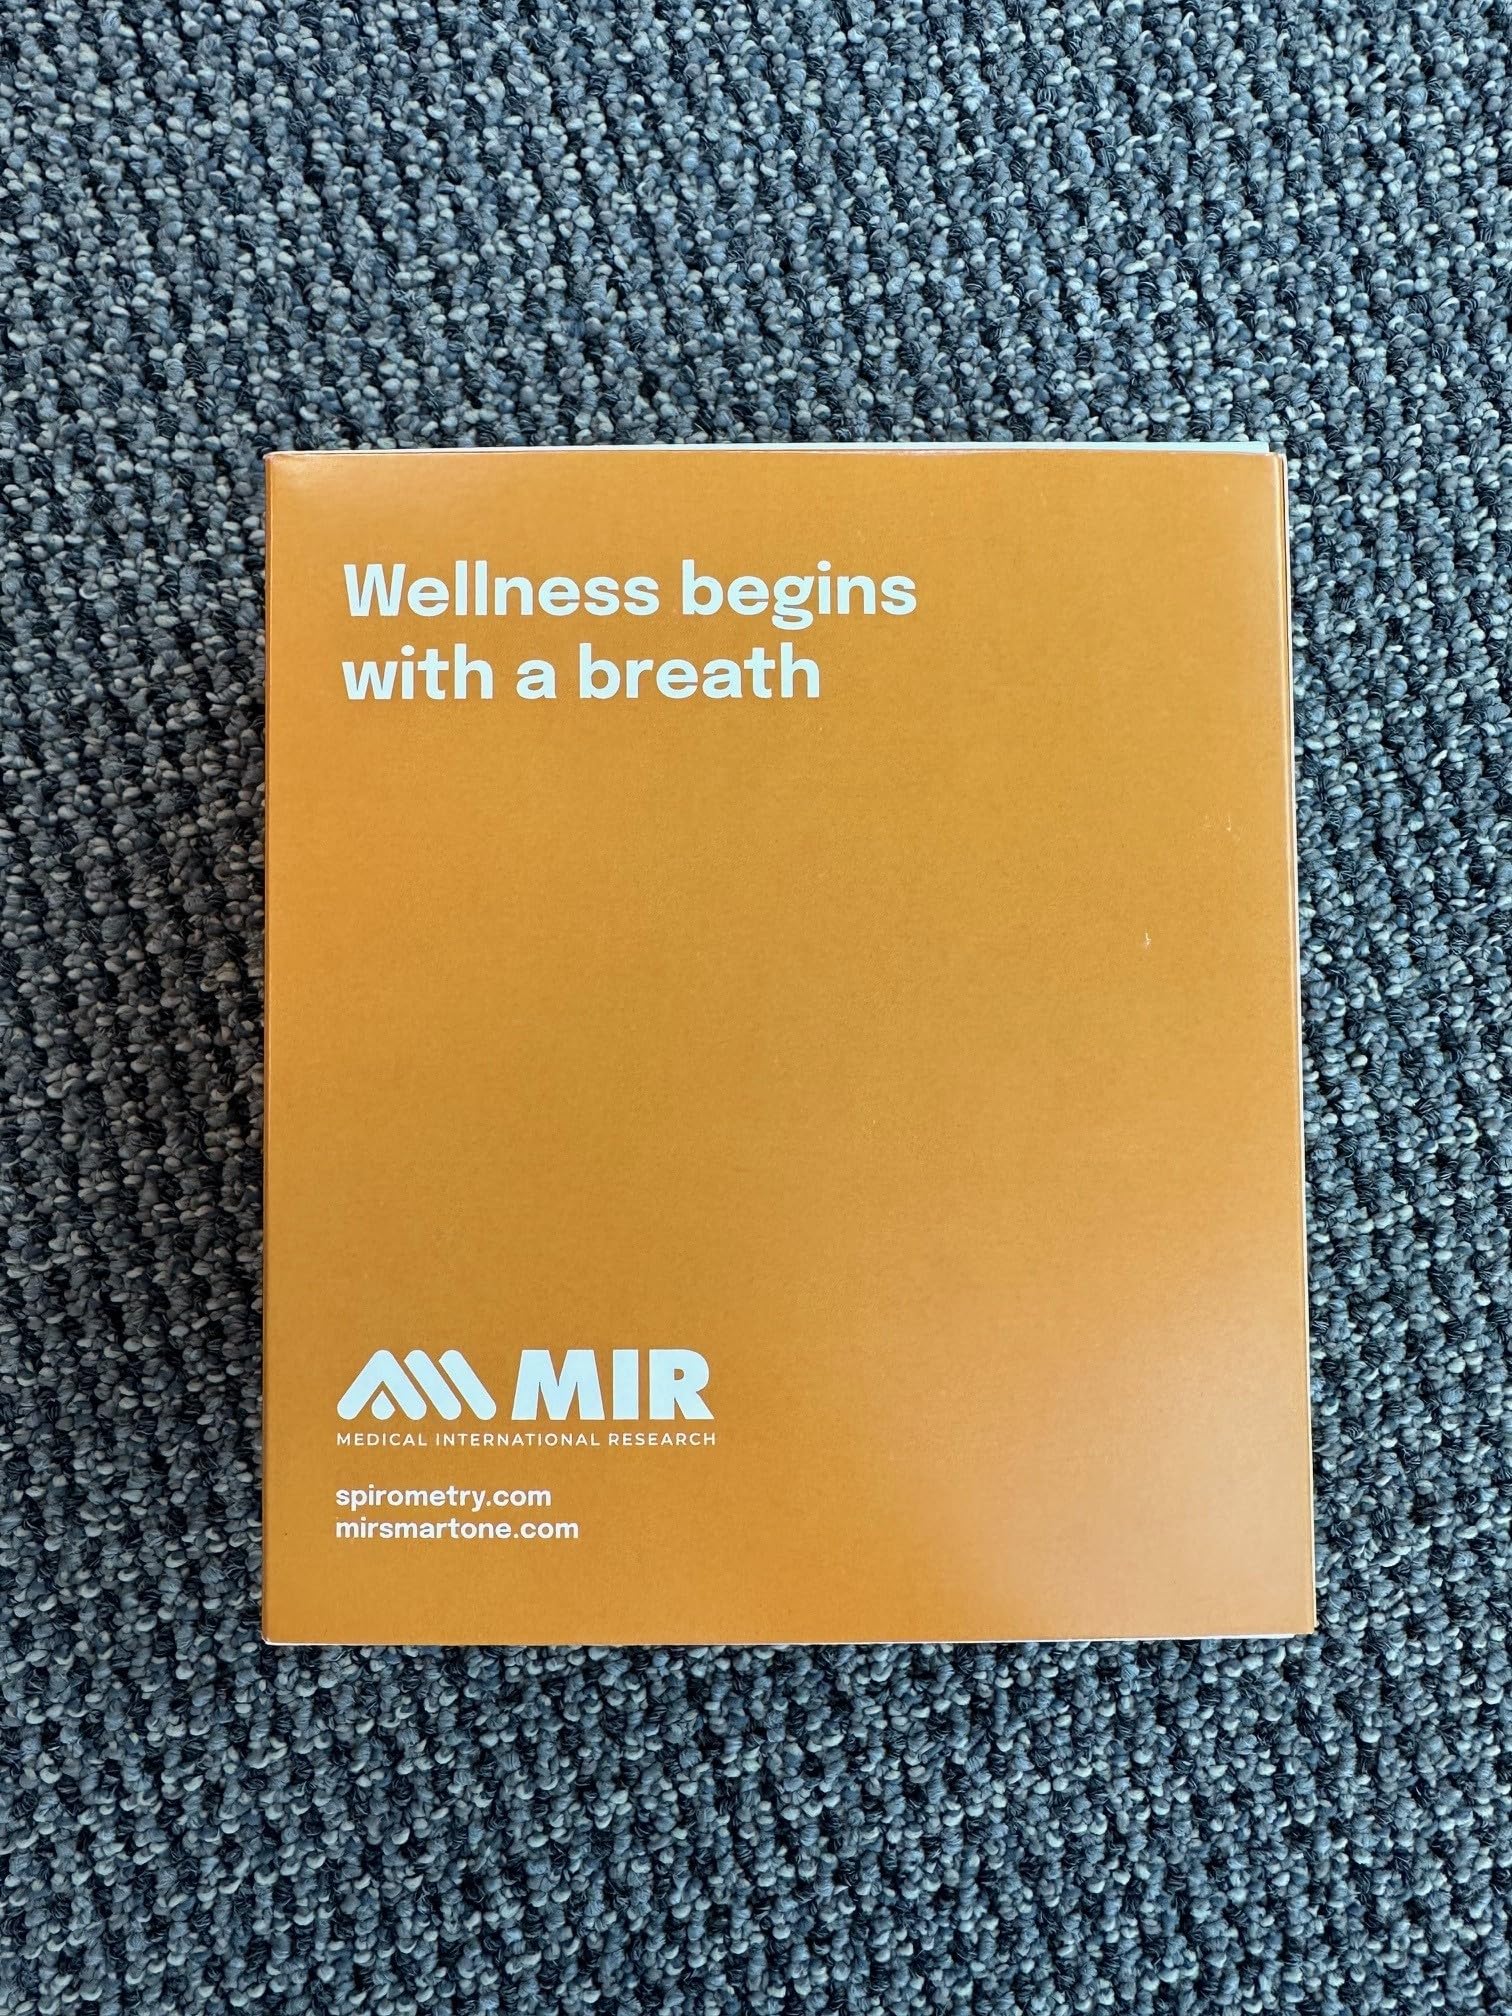 Wellness begins
with a breath
MIR
MEDICAL INTERNATIONAL RESEARCH
spirometry.com
mirsmartone.com